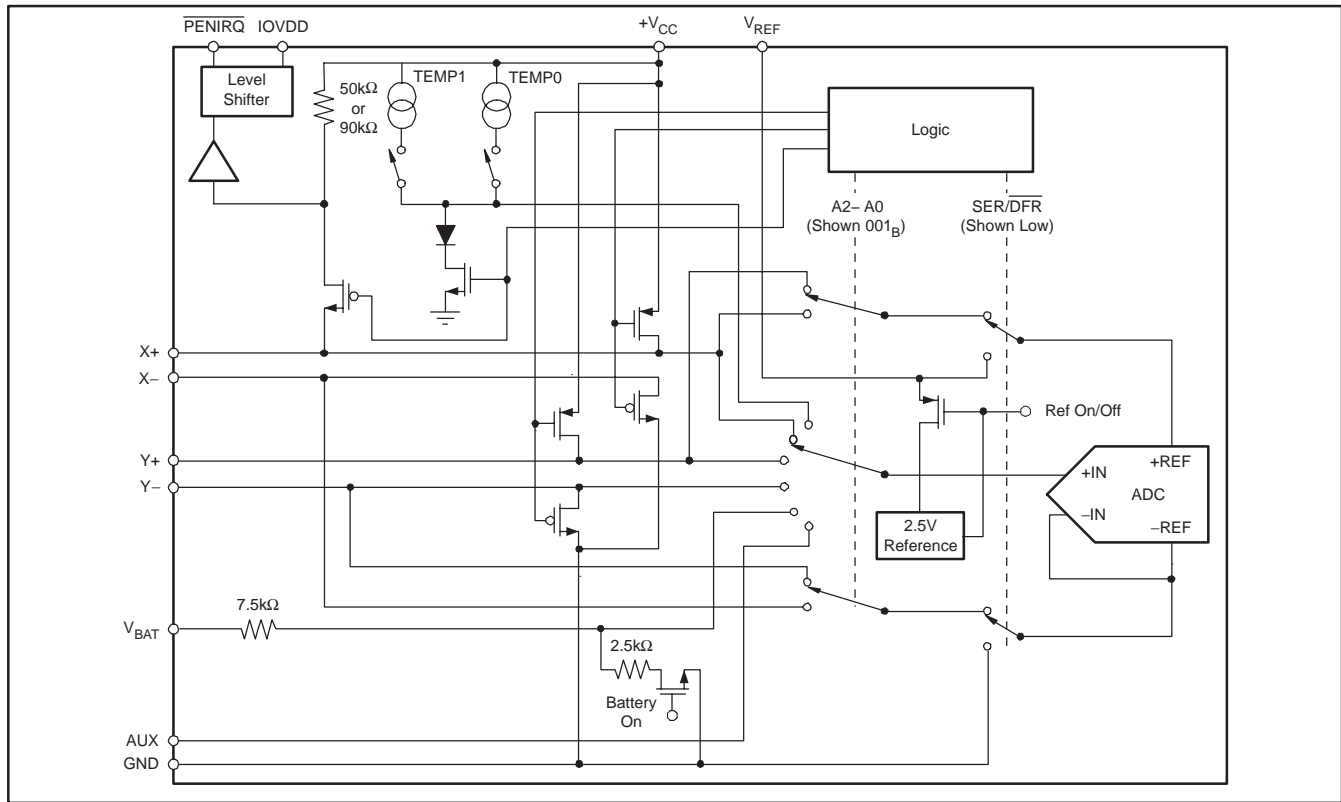 PENIRQ IOVDD
+VCC
VREF
Level
Shifter
50kΩ
or
90kΩ
TEMP1
TEMP0
Logic
A2– A0
(Shown 001B)
SER/DFR
(Shown Low)
X+
X–
Y+
Y–
Ref On/Off
+IN
+REF
ADC
–IN
–REF
2.5V
Reference
7.5kΩ
VBAT
2.5kΩ
Battery
On
AUX
GND